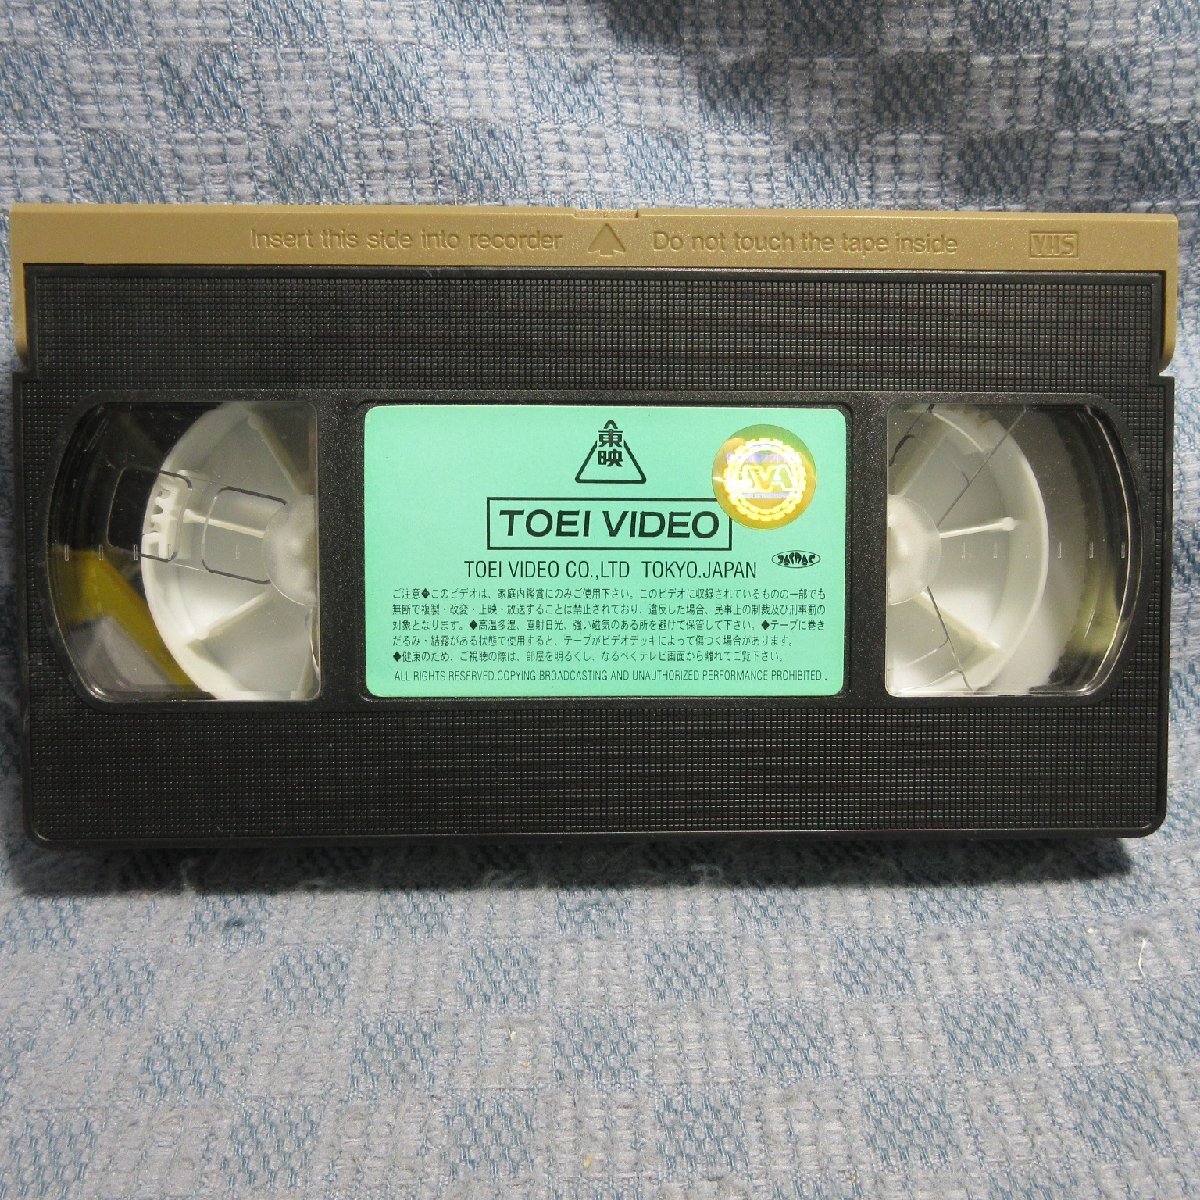 Insert this side into recorder
Do not touch the tape inside
VHS
東映
JVA
TOEI VIDEO
TOEI VIDEO CO.,LTD TOKYO.JAPAN
ご注意◆このビデオは、家庭内鑑賞にのみご使用下さい。このビデオに収録されているものの一部でも
無断で複製・改変・上映・放送することは禁止されており、違反した場合、民事上の制裁及び刑事罰の
対象となります。◆高温多湿、直射日光、強い磁気のある所を避けて保管して下さい。◆テープに巻き
だるみ・結露がある状態で使用すると、テープがビデオデッキによって傷つく場合があります。
◆健康のため、ご視聴の際は、部屋を明るくし、なるべくテレビ画面から離れてご覧下さい。
ALL RIGHTS RESERVED.COPYING BROADCASTING AND UNAUTHORIZED PERFORMANCE PROHIBITED.